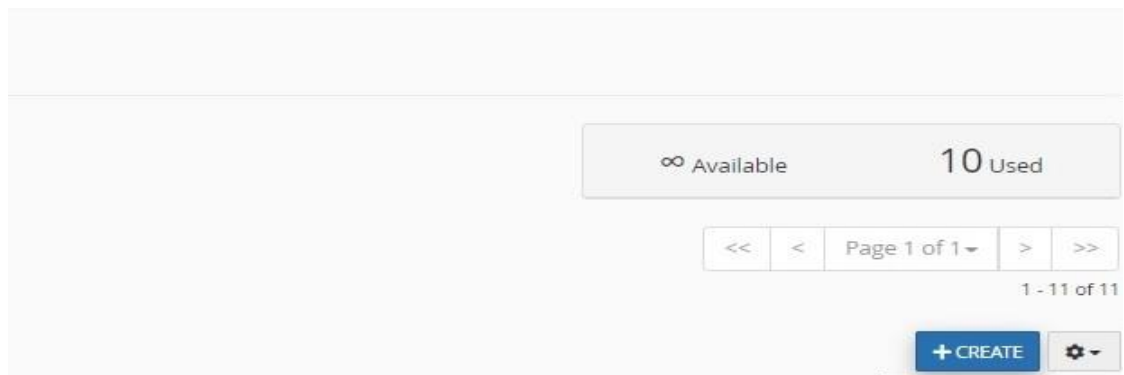 ∞ Available 10 Used
<< < Page 1 of 1 > >>
1 - 11 of 11
+ CREATE